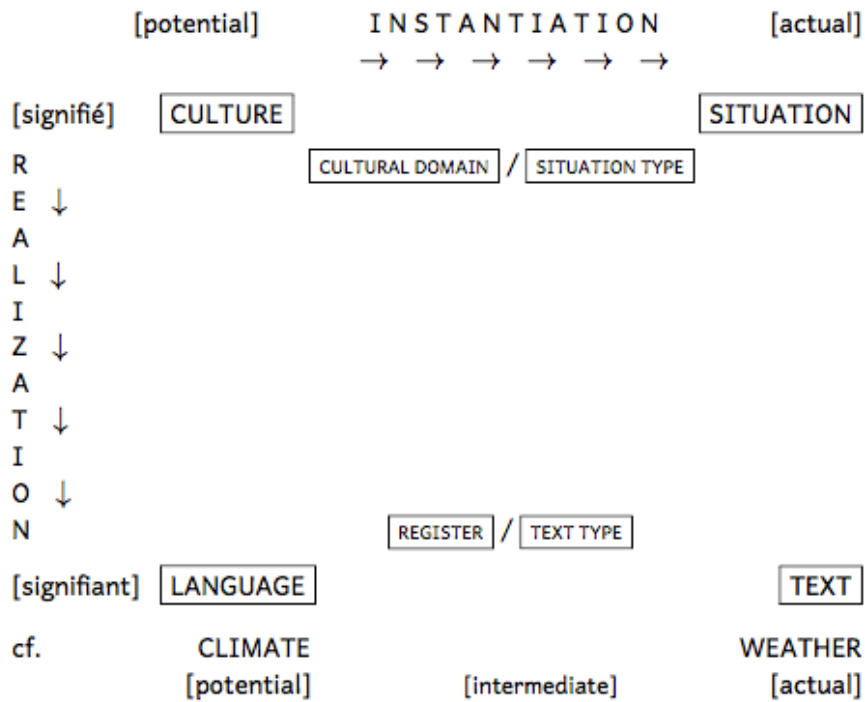 [potential] I N S T A N T I A T I O N [actual]
→ → → → → →
[signifié] CULTURE SITUATION
R CULTURAL DOMAIN / SITUATION TYPE
E ↓
A
L ↓
I
Z ↓
A
T ↓
I
O ↓
N REGISTER / TEXT TYPE
[signifiant] LANGUAGE TEXT
cf. CLIMATE WEATHER
[potential] [intermediate] [actual]